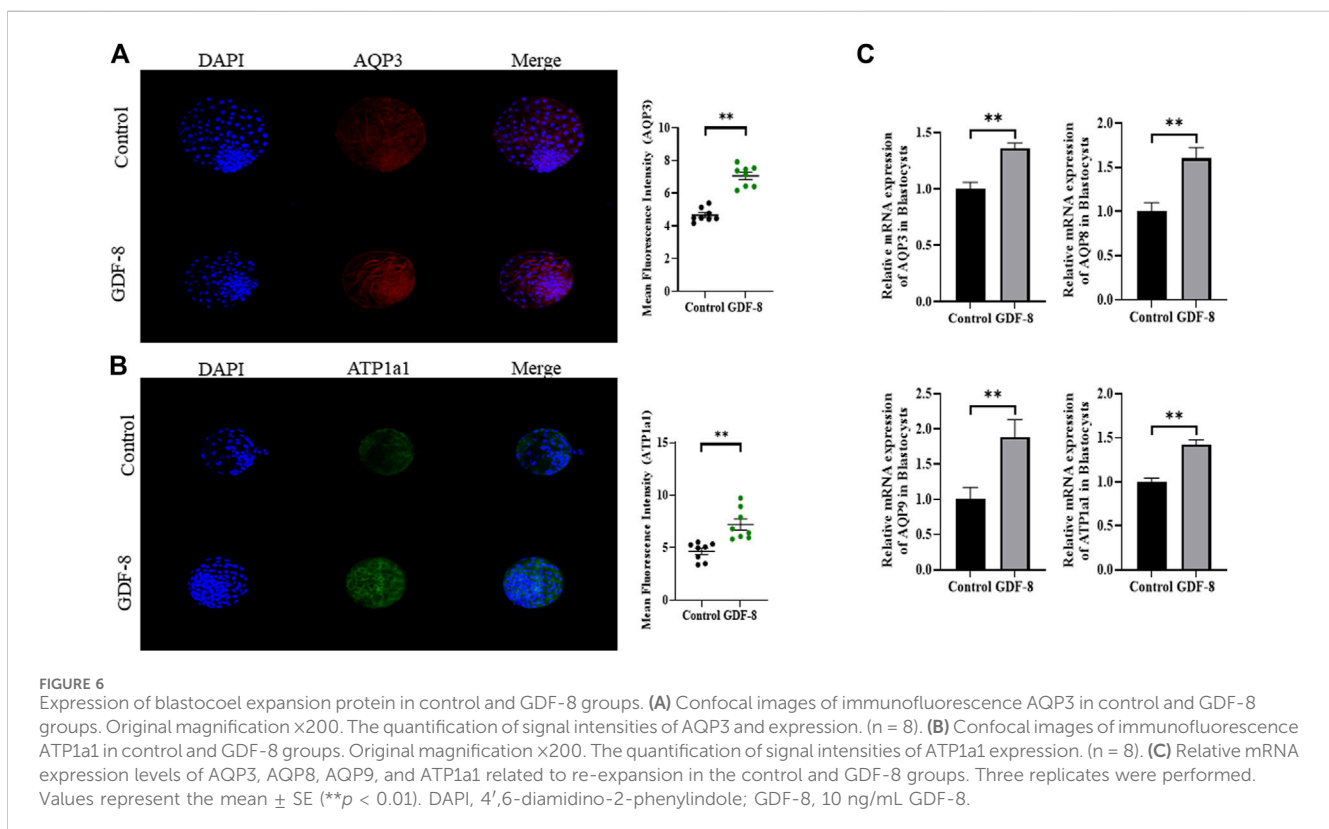 A
DAPI AQP3 Merge
Control
GDF-8
Mean Fluorescence Intensity (AQP3)
**
10
8
6
4
2
0
Control GDF-8
B
DAPI ATP1a1 Merge
Control
GDF-8
Mean Fluorescence Intensity (ATP1a1)
**
15
10
5
0
Control GDF-8
C
Relative mRNA expression
of AQP3 in Blastocysts
**
1.5
1.0
0.5
0.0
Control GDF-8
Relative mRNA expression
of AQP8 in Blastocysts
**
2.0
1.5
1.0
0.5
0.0
Control GDF-8
Relative mRNA expression
of AQP9 in Blastocysts
**
2.5
2.0
1.5
1.0
0.5
0.0
Control GDF-8
Relative mRNA expression
of ATP1a1 in Blastocysts
**
2.0
1.5
1.0
0.5
0.0
Control GDF-8
FIGURE 6
Expression of blastocoel expansion protein in control and GDF-8 groups. (A) Confocal images of immunofluorescence AQP3 in control and GDF-8
groups. Original magnification ×200. The quantification of signal intensities of AQP3 and expression. (n = 8). (B) Confocal images of immunofluorescence
ATP1a1 in control and GDF-8 groups. Original magnification ×200. The quantification of signal intensities of ATP1a1 expression. (n = 8). (C) Relative mRNA
expression levels of AQP3, AQP8, AQP9, and ATP1a1 related to re-expansion in the control and GDF-8 groups. Three replicates were performed.
Values represent the mean ± SE (**p < 0.01). DAPI, 4′,6-diamidino-2-phenylindole; GDF-8, 10 ng/mL GDF-8.